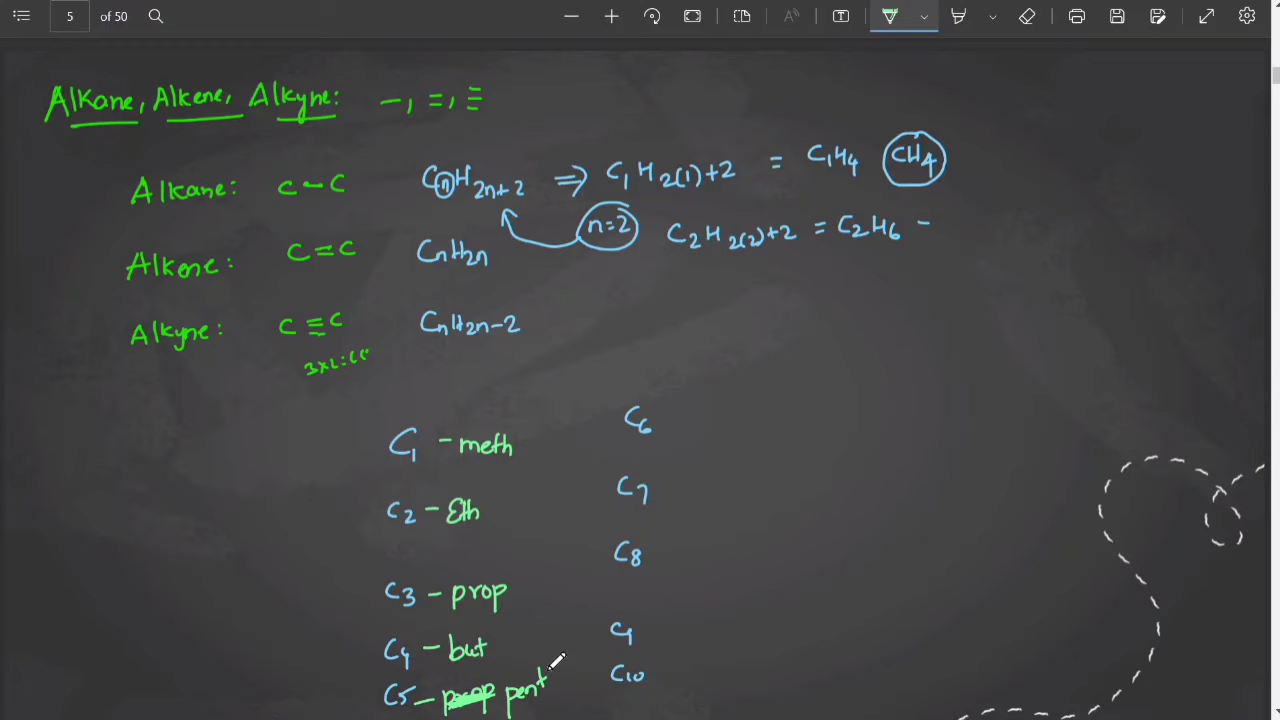 5 of 50
Alkane, Alkene, Alkyne: –, =, ≡
Alkane: C–C CnH2n+2 ⇒ C1H2(1)+2 = C1H4 CH4
n=2 C2H2(2)+2 = C2H6 –
Alkene: C=C CnH2n
Alkyne: C≡C CnH2n-2
C1 - meth C6
C2 - Eth C7
C3 - prop C8
C4 - but C9
C5 - pent C10